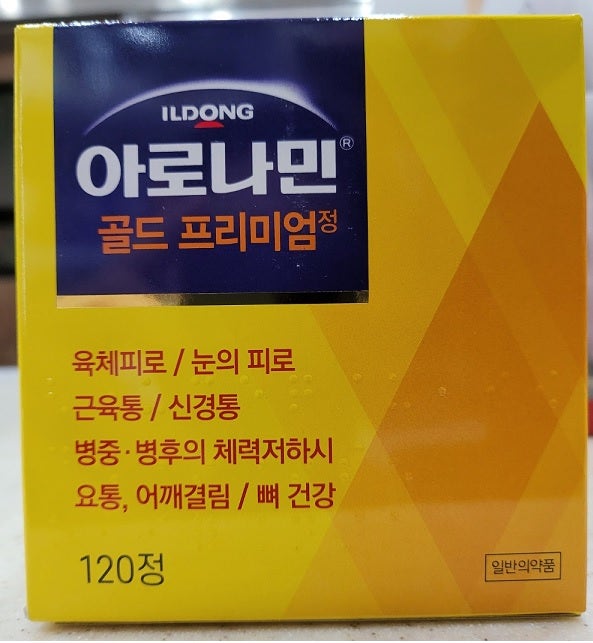 ILDONG
아로나민®
골드 프리미엄정
육체피로 / 눈의 피로
근육통 / 신경통
병중·병후의 체력저하시
요통, 어깨결림 / 뼈 건강
120정
일반의약품